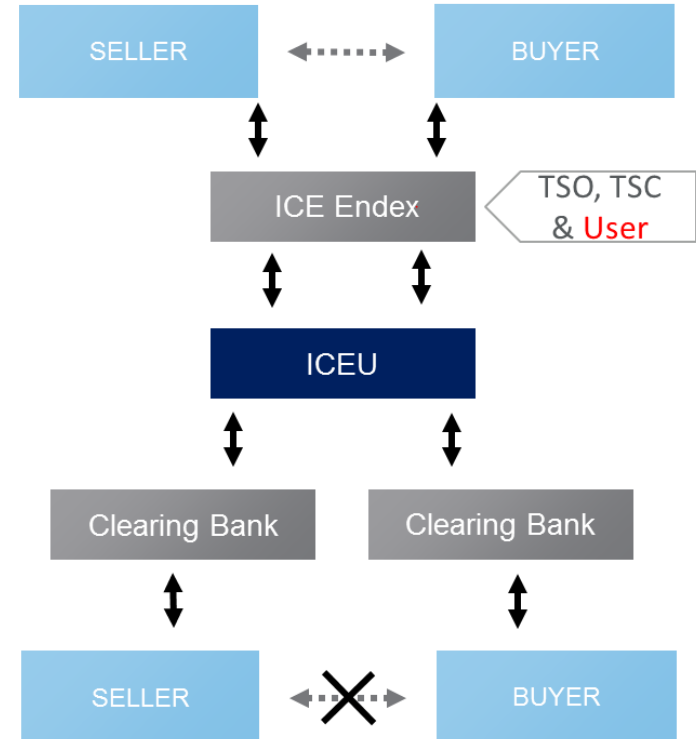 SELLER
BUYER
ICE Endex
TSO, TSC
& User
ICEU
Clearing Bank
Clearing Bank
SELLER
BUYER